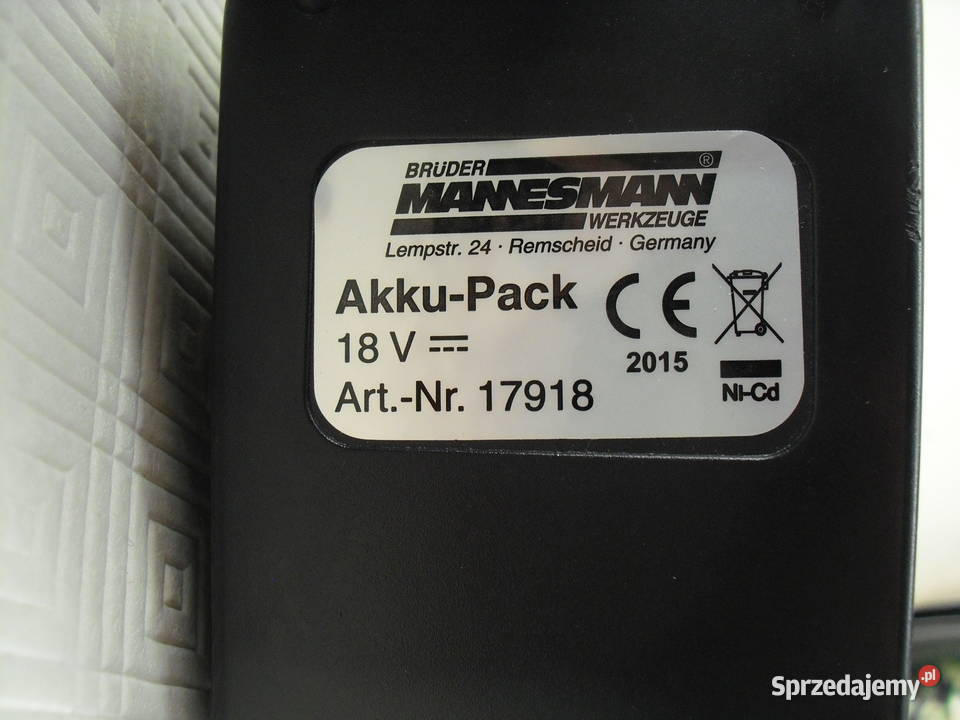 BRÜDER
MANNESMANN®
WERKZEUGE
Lempstr. 24 · Remscheid · Germany
Akku-Pack
18 V
Art.-Nr. 17918
CE
2015
Ni-Cd
Sprzedajemy.pl